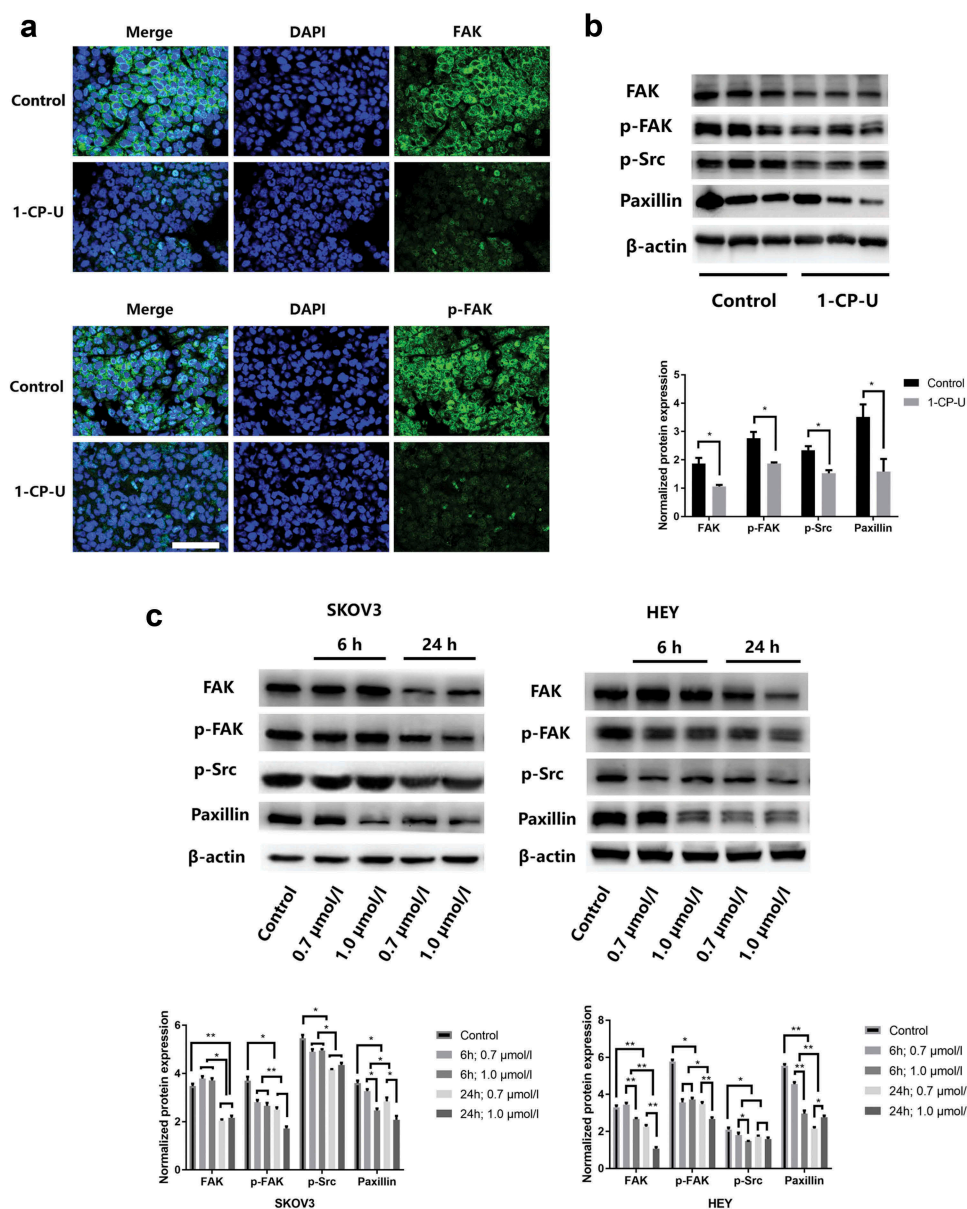 a
Merge DAPI FAK
Control
1-CP-U
Merge DAPI p-FAK
Control
1-CP-U
b
FAK
p-FAK
p-Src
Paxillin
β-actin
Control 1-CP-U
Normalized protein expression
5
4
3
2
1
0
* * * *
Control
1-CP-U
FAK p-FAK p-Src Paxillin
c
SKOV3
6 h 24 h
FAK
p-FAK
p-Src
Paxillin
β-actin
Control
0.7 μmol/l
1.0 μmol/l
0.7 μmol/l
1.0 μmol/l
HEY
6 h 24 h
FAK
p-FAK
p-Src
Paxillin
β-actin
Control
0.7 μmol/l
1.0 μmol/l
0.7 μmol/l
1.0 μmol/l
Normalized protein expression
6
4
2
0
** * * ** * * * * * *
Control
6h; 0.7 μmol/l
6h; 1.0 μmol/l
24h; 0.7 μmol/l
24h; 1.0 μmol/l
FAK p-FAK p-Src Paxillin
SKOV3
Normalized protein expression
8
6
4
2
0
** ** ** ** * * ** * * ** ** ** *
Control
6h; 0.7 μmol/l
6h; 1.0 μmol/l
24h; 0.7 μmol/l
24h; 1.0 μmol/l
FAK p-FAK p-Src Paxillin
HEY